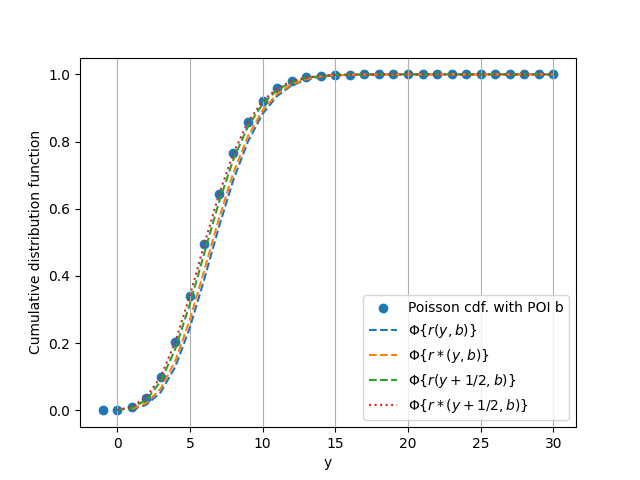 1.0
0.8
0.6
0.4
0.2
0.0
Cumulative distribution function
0 5 10 15 20 25 30
y
Poisson cdf. with POI b
Φ{r(y, b)}
Φ{r * (y, b)}
Φ{r(y + 1/2, b)}
Φ{r * (y + 1/2, b)}